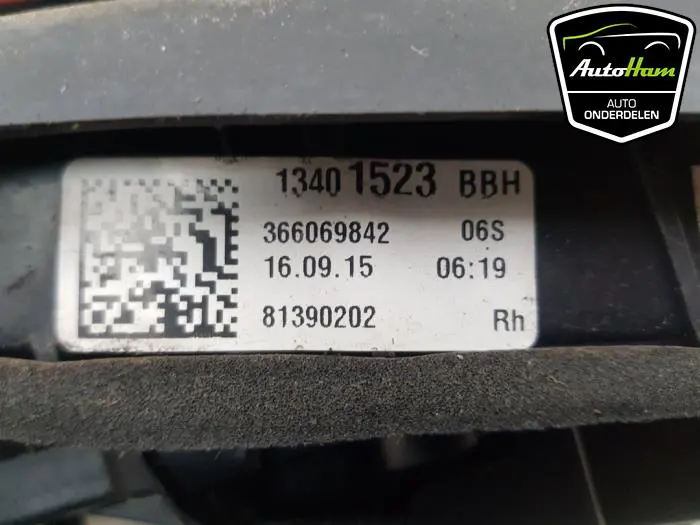 AutoHam
AUTO
ONDERDELEN
13401523 BBH
366069842 06S
16.09.15 06:19
81390202 Rh